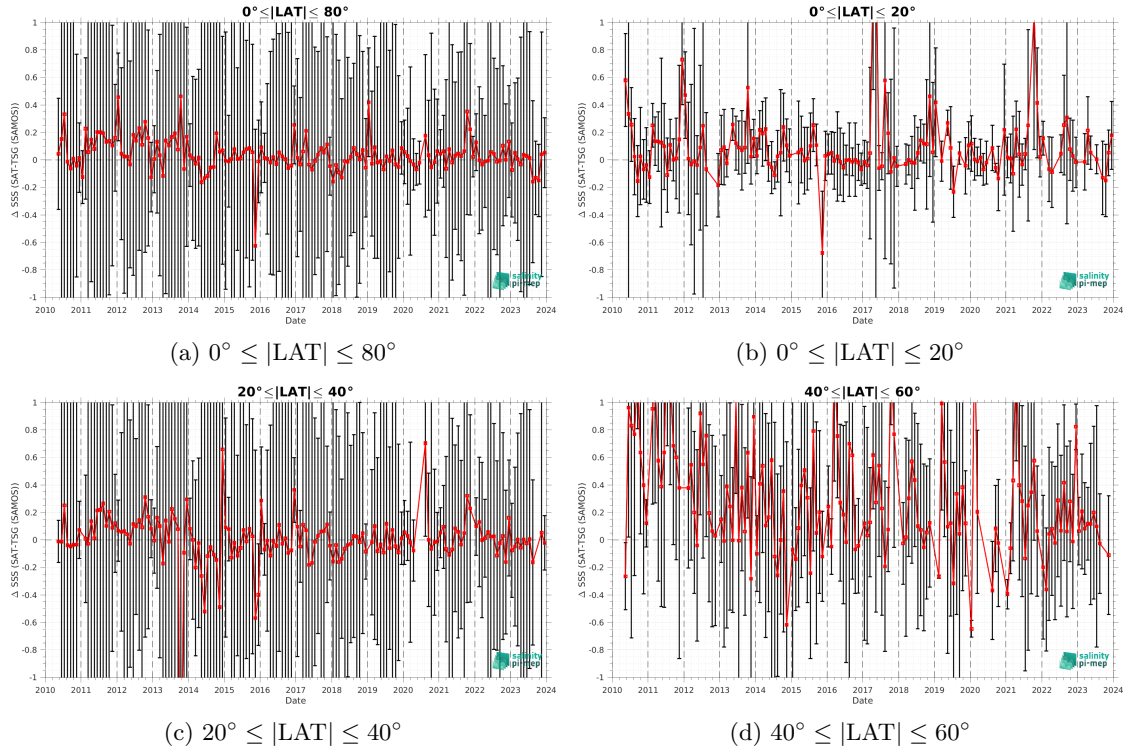 0°≤|LAT|≤ 80°
Δ SSS (SAT-TSG (SAMOS))
1
0.8
0.6
0.4
0.2
0
-0.2
-0.4
-0.6
-0.8
-1
2010 2011 2012 2013 2014 2015 2016 2017 2018 2019 2020 2021 2022 2023 2024
Date
salinity
pi-mep
(a) 0° ≤ |LAT| ≤ 80°
0°≤|LAT|≤ 20°
Δ SSS (SAT-TSG (SAMOS))
1
0.8
0.6
0.4
0.2
0
-0.2
-0.4
-0.6
-0.8
-1
2010 2011 2012 2013 2014 2015 2016 2017 2018 2019 2020 2021 2022 2023 2024
Date
salinity
pi-mep
(b) 0° ≤ |LAT| ≤ 20°
20°≤|LAT|≤ 40°
Δ SSS (SAT-TSG (SAMOS))
1
0.8
0.6
0.4
0.2
0
-0.2
-0.4
-0.6
-0.8
-1
2010 2011 2012 2013 2014 2015 2016 2017 2018 2019 2020 2021 2022 2023 2024
Date
salinity
pi-mep
(c) 20° ≤ |LAT| ≤ 40°
40°≤|LAT|≤ 60°
Δ SSS (SAT-TSG (SAMOS))
1
0.8
0.6
0.4
0.2
0
-0.2
-0.4
-0.6
-0.8
-1
2010 2011 2012 2013 2014 2015 2016 2017 2018 2019 2020 2021 2022 2023 2024
Date
salinity
pi-mep
(d) 40° ≤ |LAT| ≤ 60°